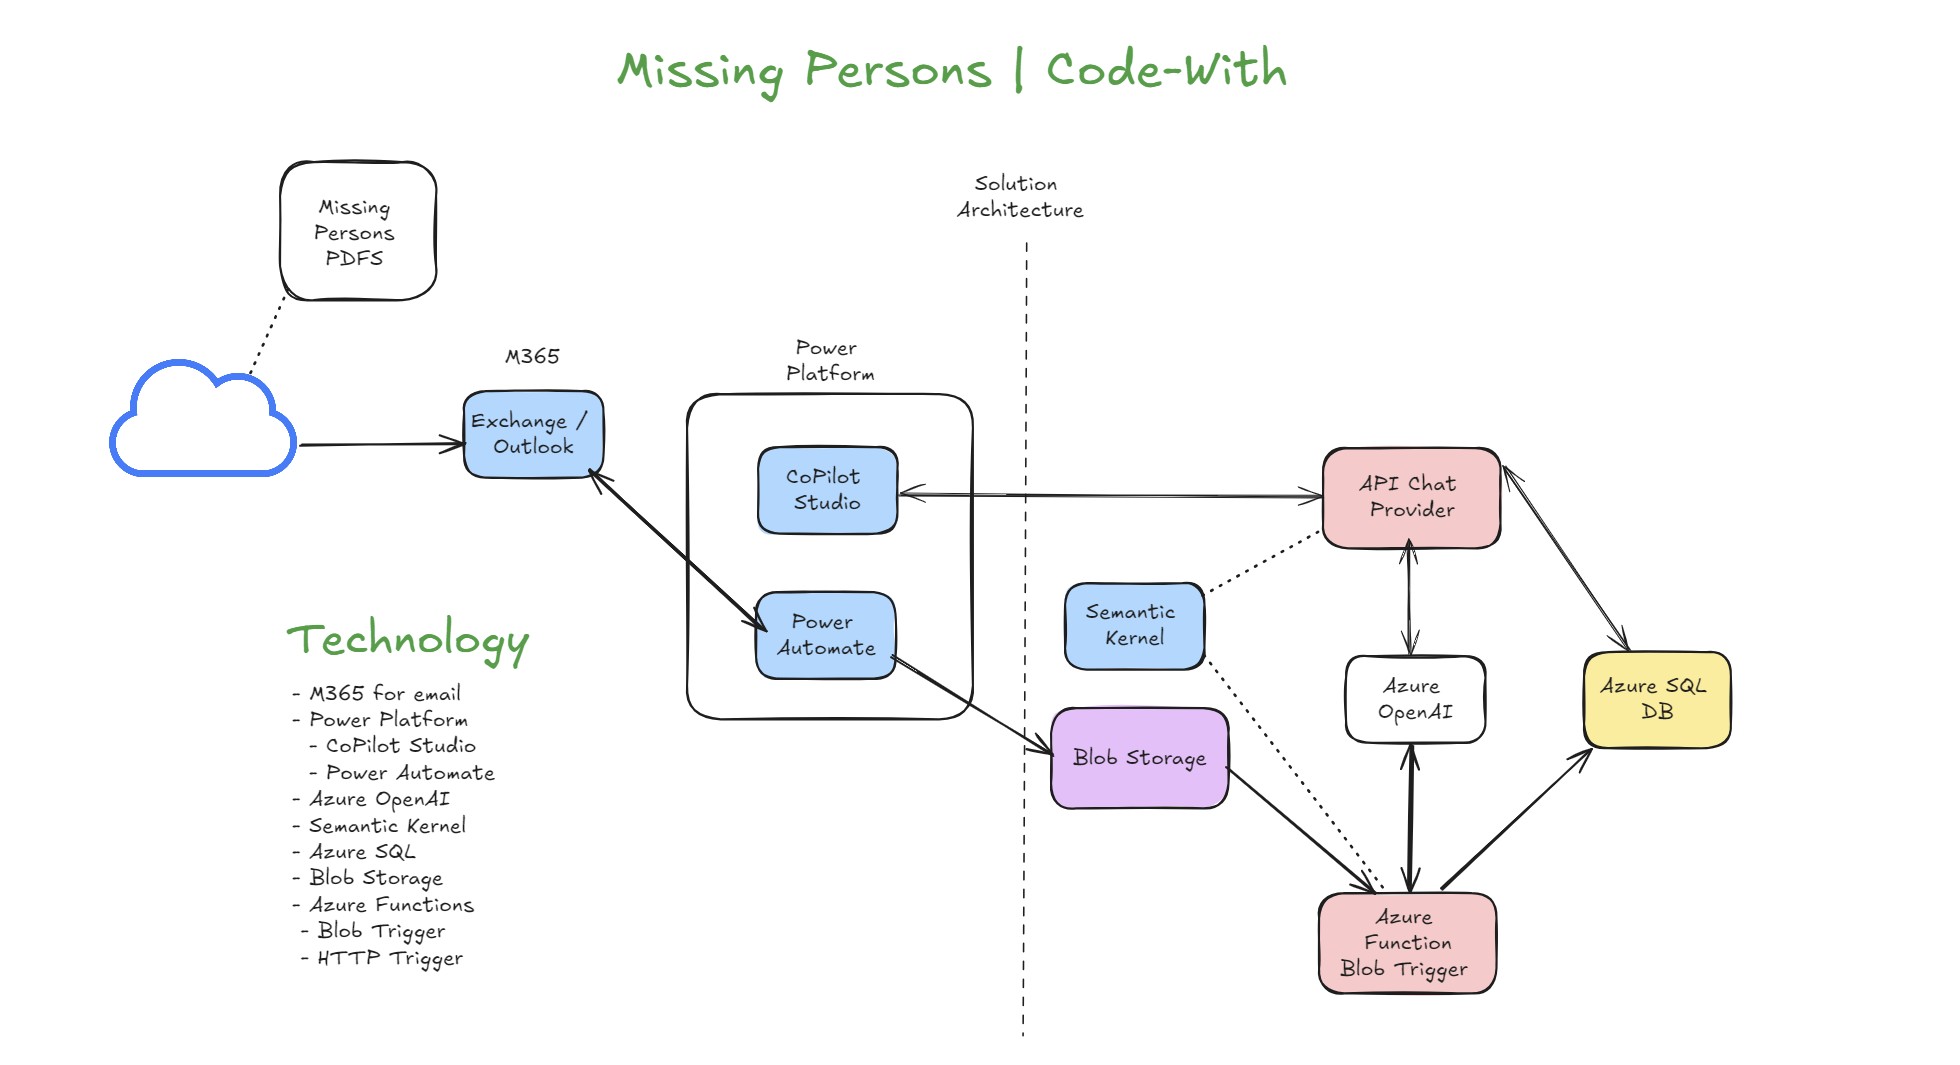 Missing Persons | Code-With
Missing
Persons
PDFS
Solution
Architecture
M365
Exchange /
Outlook
Power
Platform
CoPilot
Studio
Power
Automate
API Chat
Provider
Semantic
Kernel
Azure
OpenAI
Azure SQL
DB
Blob Storage
Azure
Function
Blob Trigger
Technology
- M365 for email
- Power Platform
- CoPilot Studio
- Power Automate
- Azure OpenAI
- Semantic Kernel
- Azure SQL
- Blob Storage
- Azure Functions
- Blob Trigger
- HTTP Trigger